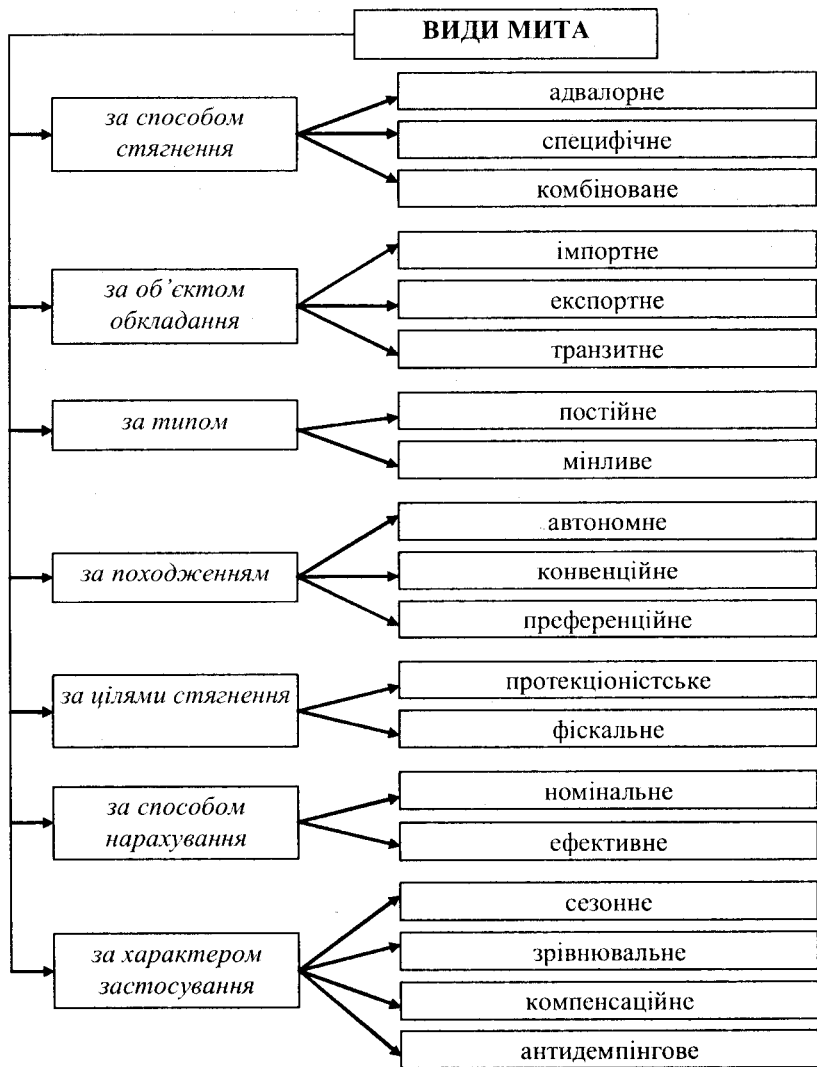 ВИДИ МИТА
за способом
стягнення
адвалорне
специфічне
комбіноване
за об’єктом
обкладання
імпортне
експортне
транзитне
за типом
постійне
мінливе
за походженням
автономне
конвенційне
преференційне
за цілями стягнення
протекціоністське
фіскальне
за способом
нарахування
номінальне
ефективне
за характером
застосування
сезонне
зрівнювальне
компенсаційне
антидемпінгове